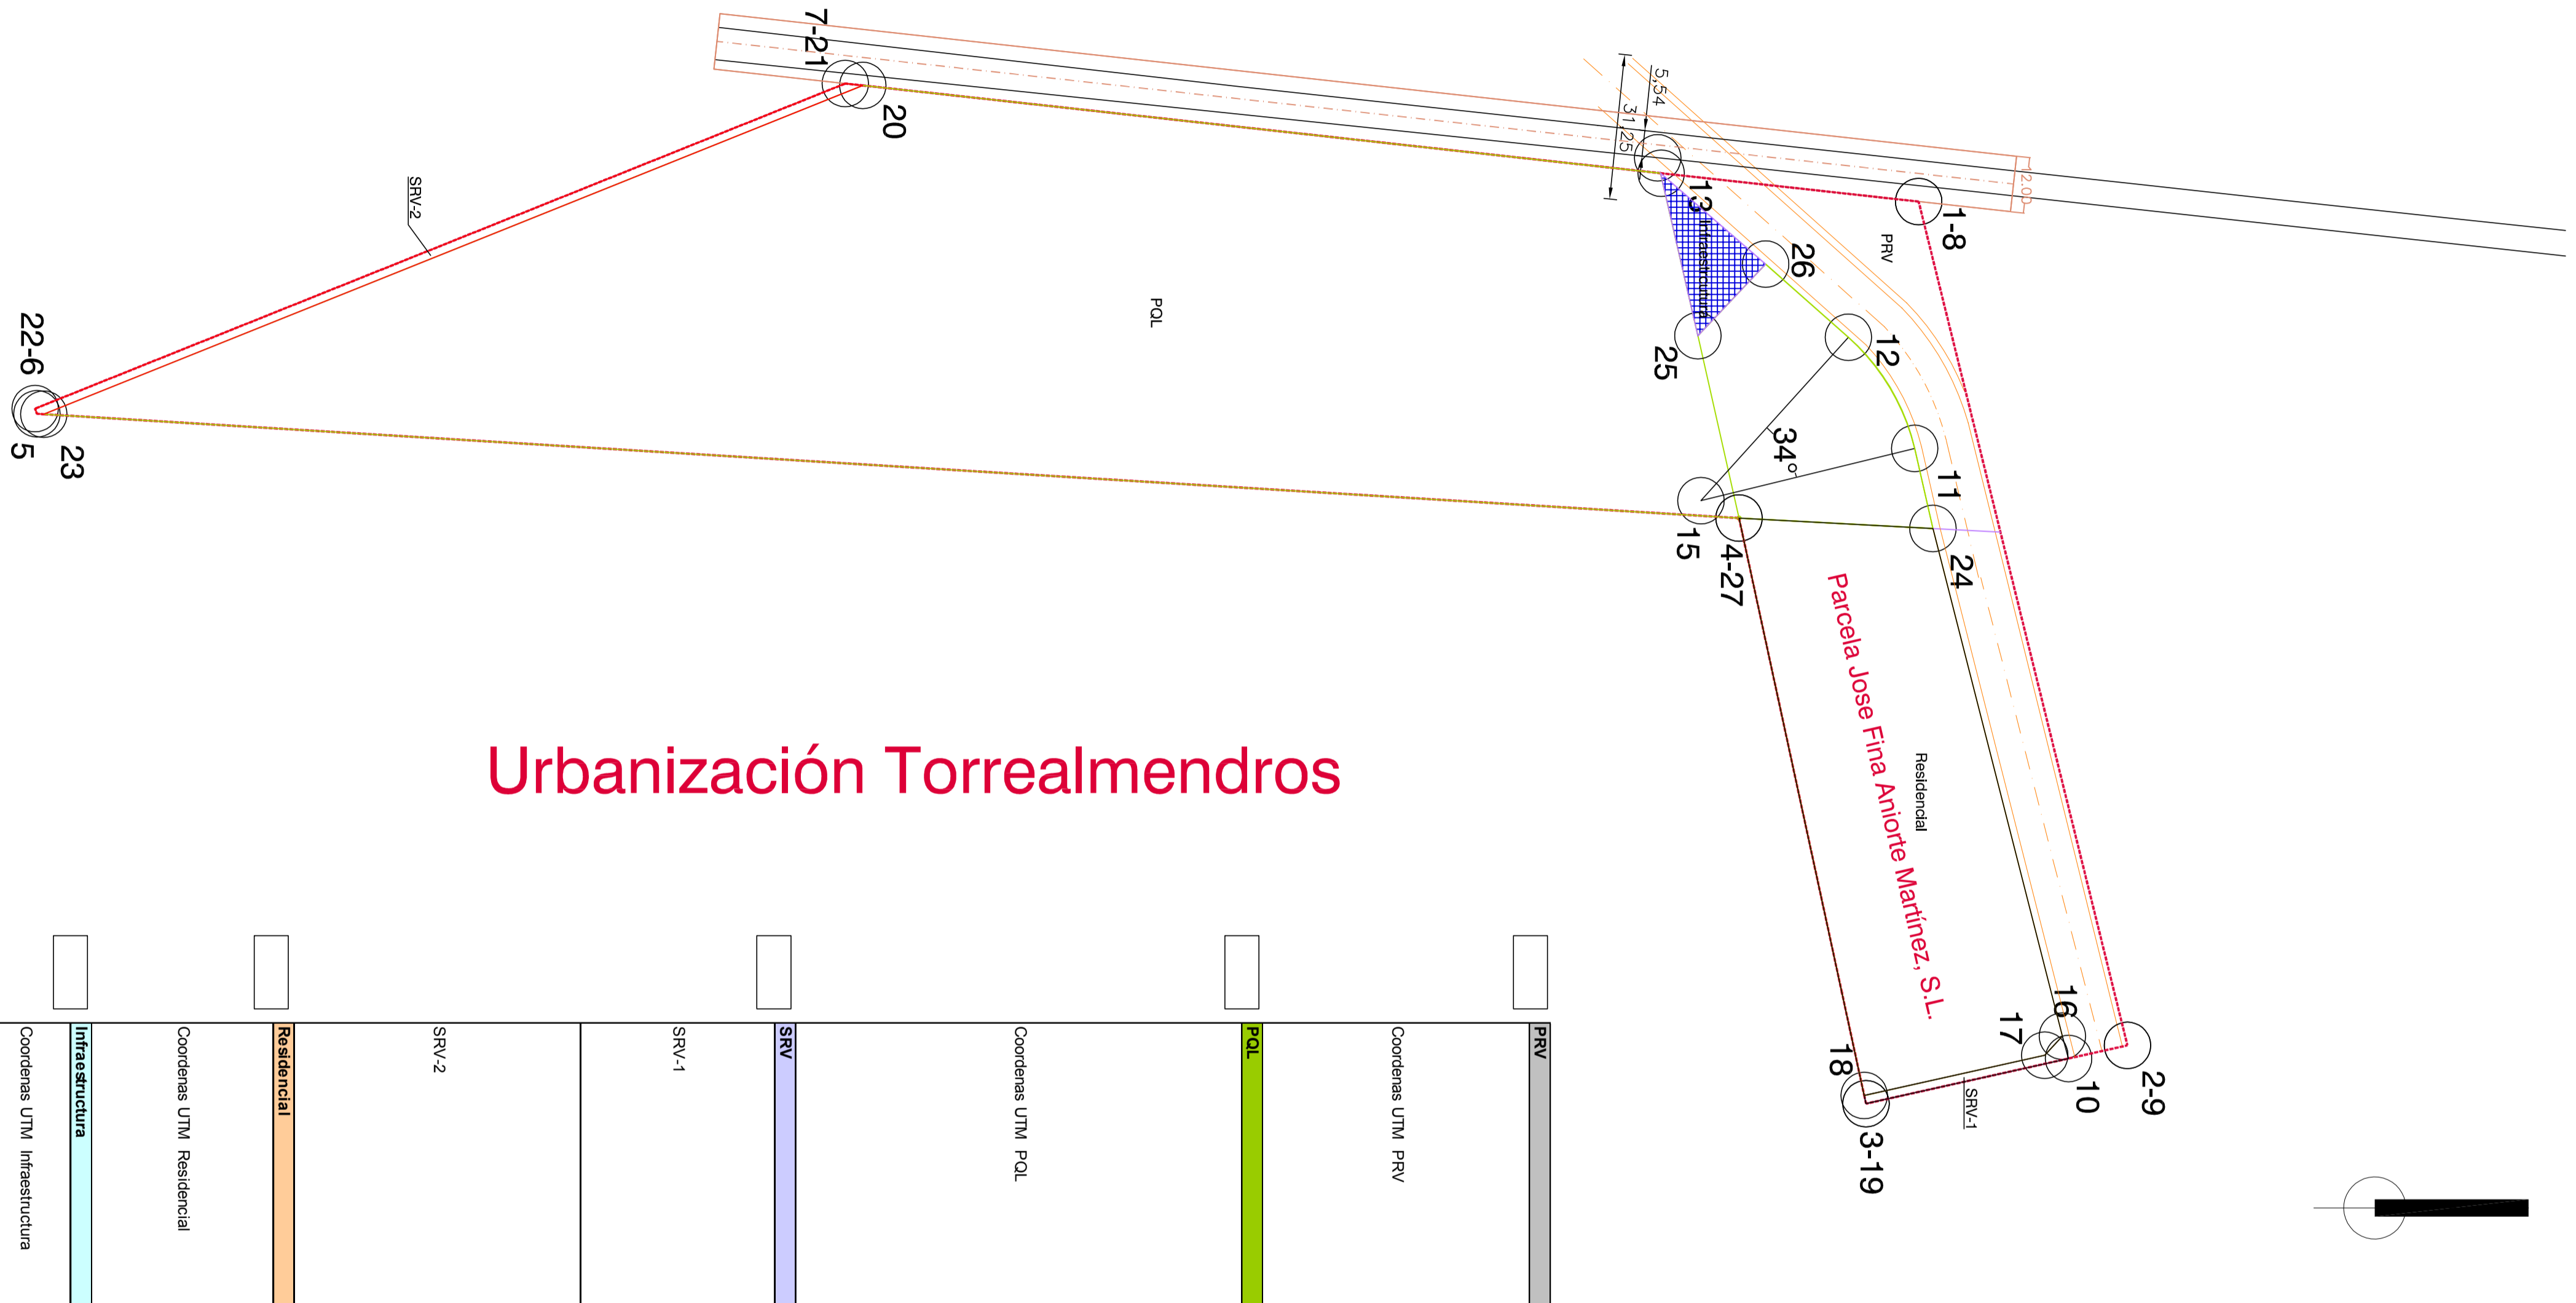 7-21
20
SRV-2
22-6
5
23
PQL
5,54
31,25
12.00
13
Infraestructura
26
25
12
PRV
1-8
34°
11
15
4-27
24
Parcela Jose Fina Aniorte Martínez, S.L.
Residencial
16
17
18
10
2-9
SRV-1
3-19
Urbanización Torrealmendros
PRV
Coordenas UTM PRV
PQL
Coordenas UTM PQL
SRV
SRV-1
SRV-2
Residencial
Coordenas UTM Residencial
Infraestructura
Coordenas UTM Infraestructura